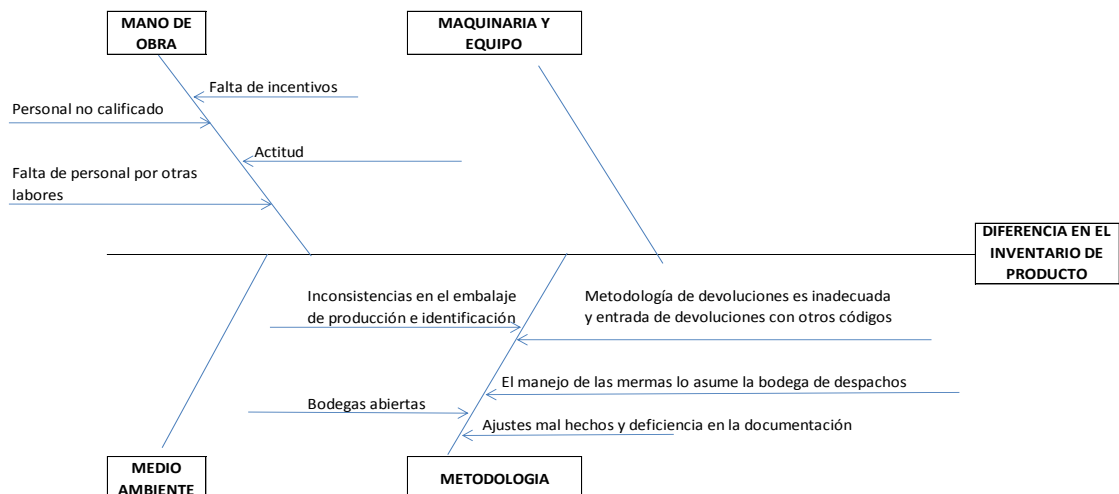 MANO DE
OBRA
MAQUINARIA Y
EQUIPO
Falta de incentivos
Personal no calificado
Actitud
Falta de personal por otras
labores
DIFERENCIA EN EL
INVENTARIO DE
PRODUCTO
Inconsistencias en el embalaje
de producción e identificación
Metodología de devoluciones es inadecuada
y entrada de devoluciones con otros códigos
El manejo de las mermas lo asume la bodega de despachos
Bodegas abiertas
Ajustes mal hechos y deficiencia en la documentación
MEDIO
AMBIENTE
METODOLOGIA